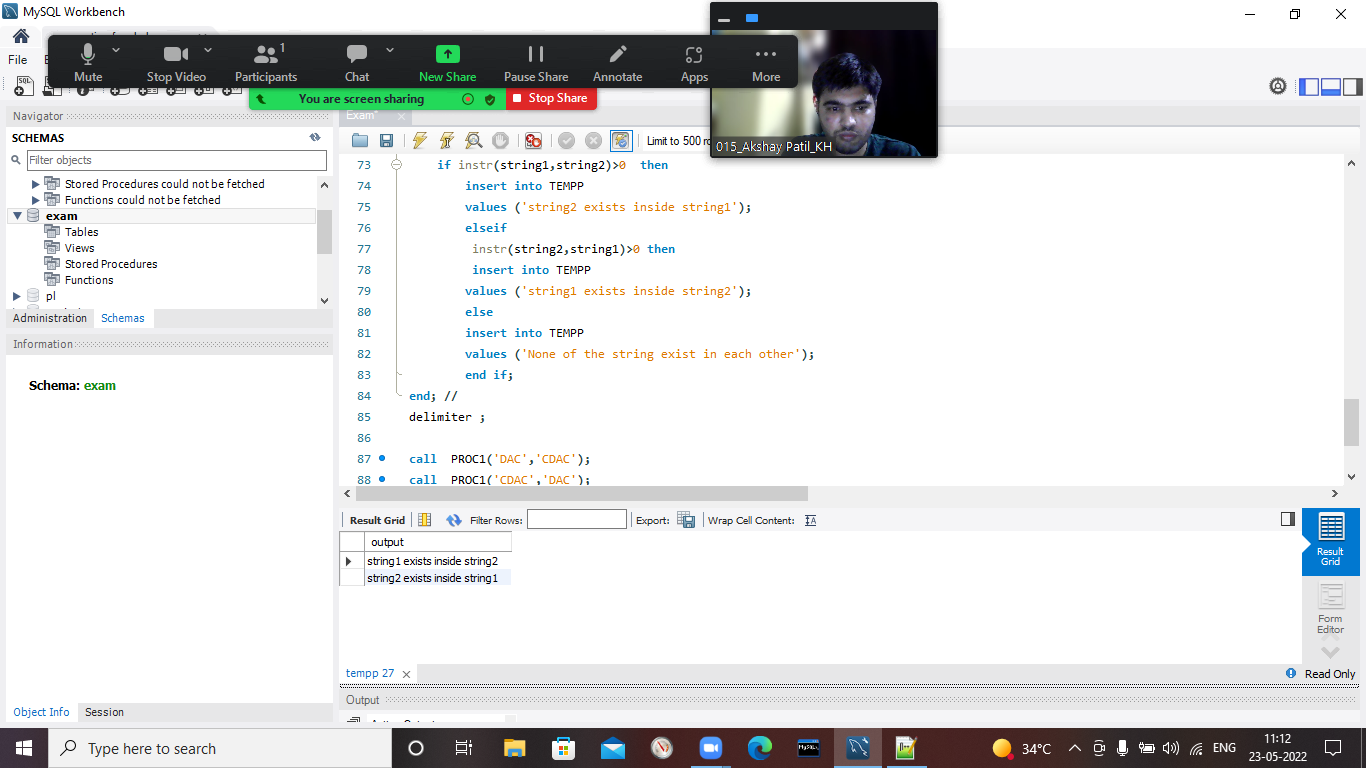 MySQL Workbench
File
Mute
Stop Video
Participants
1
Chat
New Share
Pause Share
Annotate
Apps
More
You are screen sharing
Stop Share
015_Akshay Patil_KH
Navigator
SCHEMAS
Filter objects
Stored Procedures could not be fetched
Functions could not be fetched
exam
Tables
Views
Stored Procedures
Functions
pl
Administration
Schemas
Information
Schema: exam
Object Info
Session
Exam*
Limit to 500
73 if instr(string1,string2)>0 then
74 insert into TEMPP
75 values ('string2 exists inside string1');
76 elseif
77 instr(string2,string1)>0 then
78 insert into TEMPP
79 values ('string1 exists inside string2');
80 else
81 insert into TEMPP
82 values ('None of the string exist in each other');
83 end if;
84 end; //
85 delimiter ;
86
87 call PROC1('DAC','CDAC');
88 call PROC1('CDAC','DAC');
Result Grid
Filter Rows:
Export:
Wrap Cell Content:
output
string1 exists inside string2
string2 exists inside string1
Result Grid
Form Editor
tempp 27
Read Only
Output
Type here to search
34°C
ENG
11:12
23-05-2022